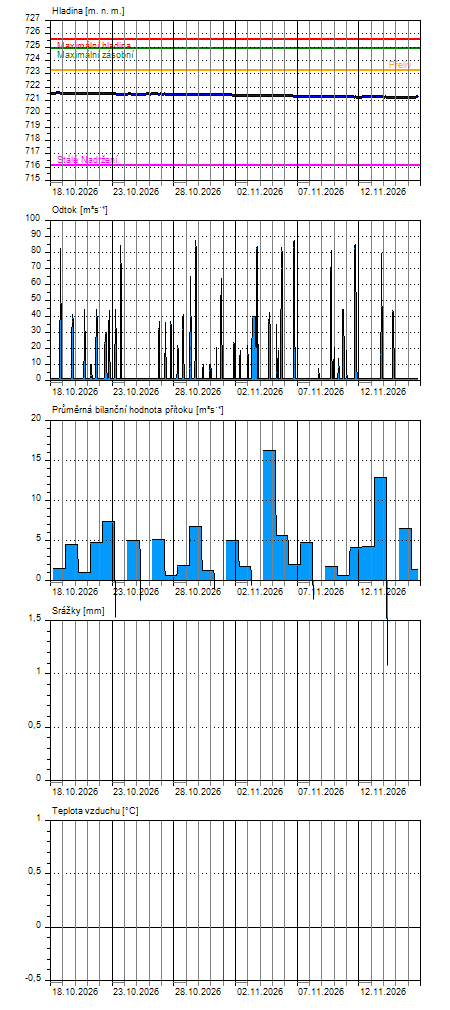 Hladina [m. n. m.]
727
726
725
724
723
722
721
720
719
718
717
716
715
Maximální hladina
Maximální zásobní
Přeliv
Stálé Nadržení
18.10.2026 23.10.2026 28.10.2026 02.11.2026 07.11.2026 12.11.2026
Odtok [m³s⁻¹]
100
90
80
70
60
50
40
30
20
10
0
18.10.2026 23.10.2026 28.10.2026 02.11.2026 07.11.2026 12.11.2026
Průměrná bilanční hodnota přítoku [m³s⁻¹]
20
15
10
5
0
18.10.2026 23.10.2026 28.10.2026 02.11.2026 07.11.2026 12.11.2026
Srážky [mm]
1,5
1
0,5
0
18.10.2026 23.10.2026 28.10.2026 02.11.2026 07.11.2026 12.11.2026
Teplota vzduchu [°C]
1
0,5
0
-0,5
18.10.2026 23.10.2026 28.10.2026 02.11.2026 07.11.2026 12.11.2026